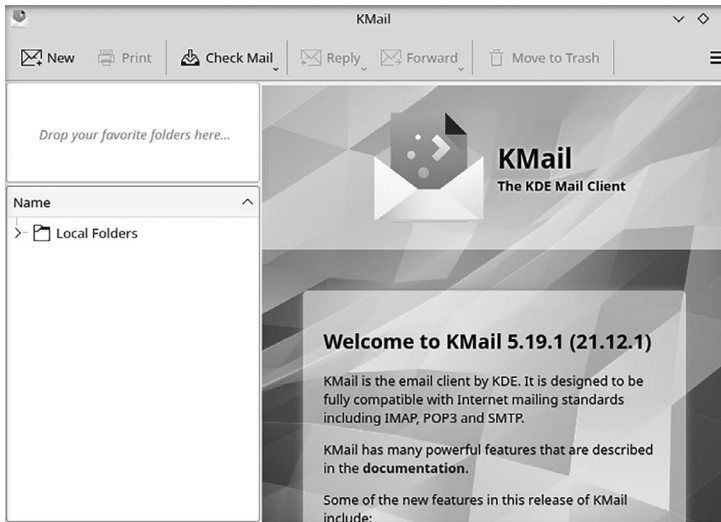 KMail
New Print Check Mail Reply Forward Move to Trash
Drop your favorite folders here...
Name
Local Folders
KMail
The KDE Mail Client
Welcome to KMail 5.19.1 (21.12.1)
KMail is the email client by KDE. It is designed to be
fully compatible with Internet mailing standards
including IMAP, POP3 and SMTP.
KMail has many powerful features that are described
in the documentation.
Some of the new features in this release of KMail
include: